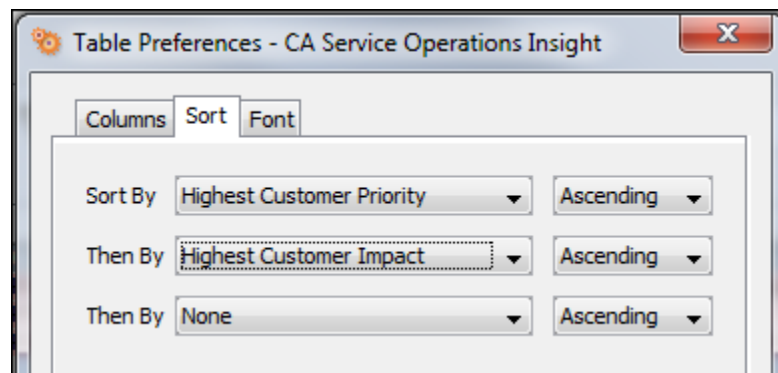 Table Preferences - CA Service Operations Insight
Columns Sort Font
Sort By Highest Customer Priority Ascending
Then By Highest Customer Impact Ascending
Then By None Ascending